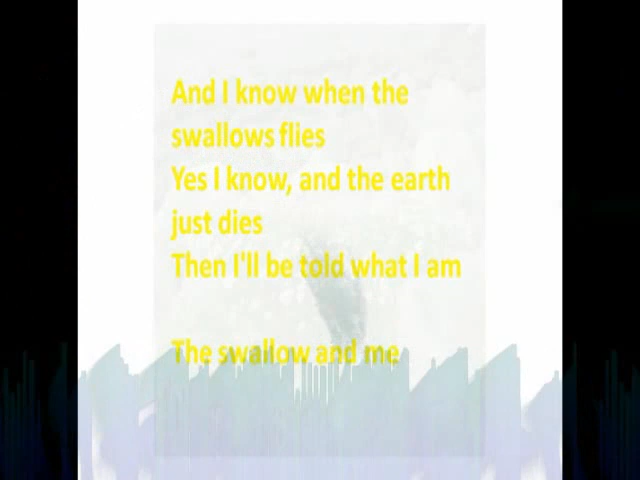 And I know when the
swallows flies
Yes I know, and the earth
just dies
Then I'll be told what I am
The swallow and me